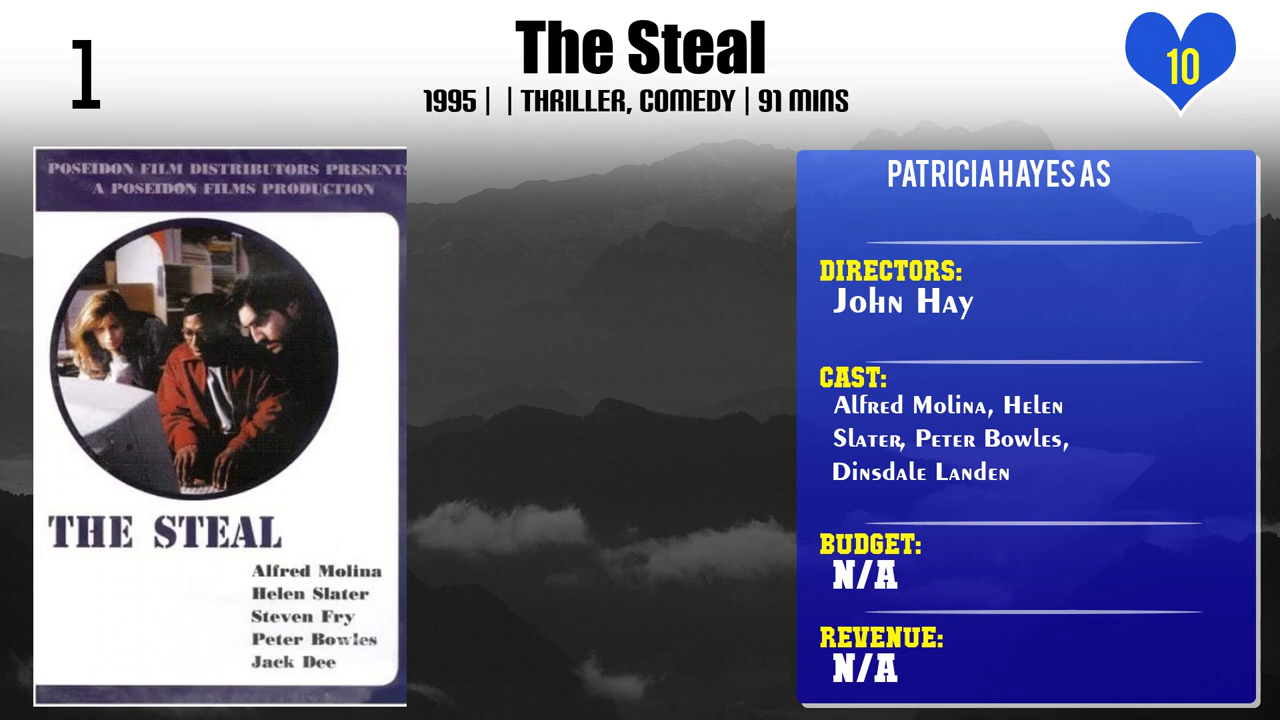 1
The Steal
1995 | | THRILLER, COMEDY | 91 MINS
10
POSEIDON FILM DISTRIBUTORS PRESENTS
A POSEIDON FILMS PRODUCTION
THE STEAL
Alfred Molina
Helen Slater
Steven Fry
Peter Bowles
Jack Dee
PATRICIA HAYES AS
DIRECTORS:
John Hay
CAST:
Alfred Molina, Helen
Slater, Peter Bowles,
Dinsdale Landen
BUDGET:
N/A
REVENUE:
N/A